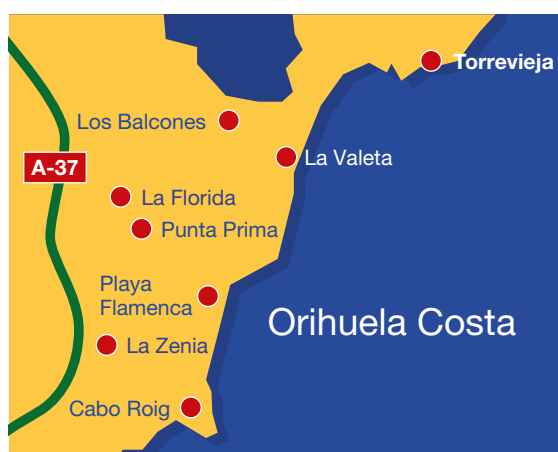 Torrevieja
Los Balcones
La Valeta
A-37
La Florida
Punta Prima
Playa
Flamenca
Orihuela Costa
La Zenia
Cabo Roig